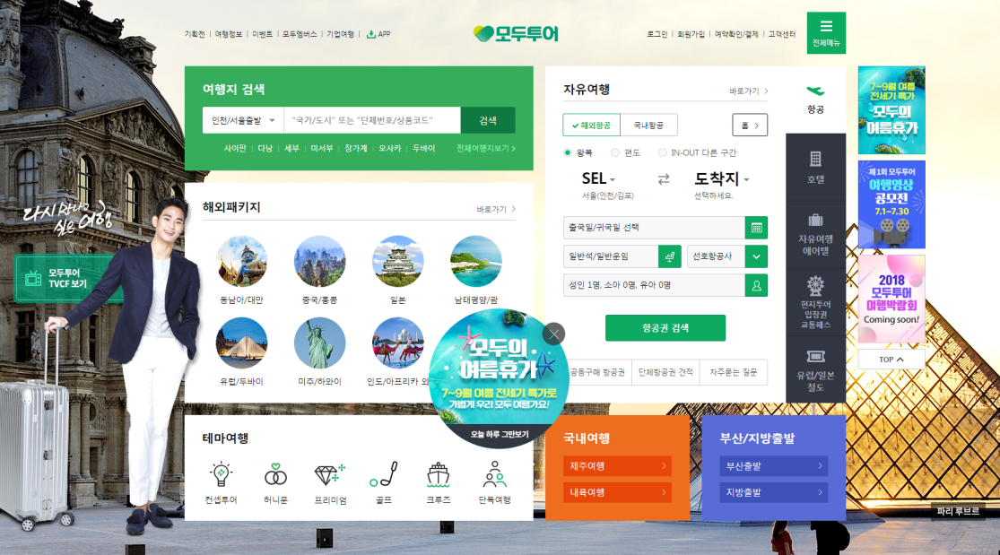 기획전 | 여행정보 | 이벤트 | 모두멤버스 | 기업여행 | APP
모두투어
로그인 | 회원가입 | 예약확인/결제 | 고객센터
전체메뉴
여행지 검색
인천/서울출발
"국가/도시" 또는 "단체번호/상품코드"
검색
사이판 | 다낭 | 세부 | 미서부 | 장가계 | 오사카 | 두바이
전체여행지보기 >
해외패키지
바로가기 >
동남아/대만
중국/홍콩
일본
남태평양/괌
유럽/두바이
미주/하와이
인도/아프리카 외
모두의
여름휴가
7~9월 여름 전세기 특가로
가볍게 우리 모두 여행가요!
오늘 하루 그만보기
다시 만나고
싶은 여행
모두투어
TVCF 보기
테마여행
컨셉투어
허니문
프리미엄
골프
크루즈
단독여행
자유여행
바로가기 >
해외항공
국내항공
홈 >
왕복
편도
IN-OUT 다른 구간
SEL
서울(인천/김포)
도착지
선택하세요.
출국일/귀국일 선택
일반석/일반운임
선호항공사
성인 1명, 소아 0명, 유아 0명
항공권 검색
공동구매 항공권
단체항공권 견적
자주묻는 질문
항공
호텔
자유여행
에어텔
현지투어
입장권
교통패스
유럽/일본
철도
국내여행
제주여행 >
내륙여행 >
부산/지방출발
부산출발 >
지방출발 >
7~9월 여름
전세기 특가
모두의
여름휴가
제1회 모두투어
여행영상
공모전
7.1~7.30
2018
모두투어
여행박람회
Coming soon!
TOP
파리 루브르